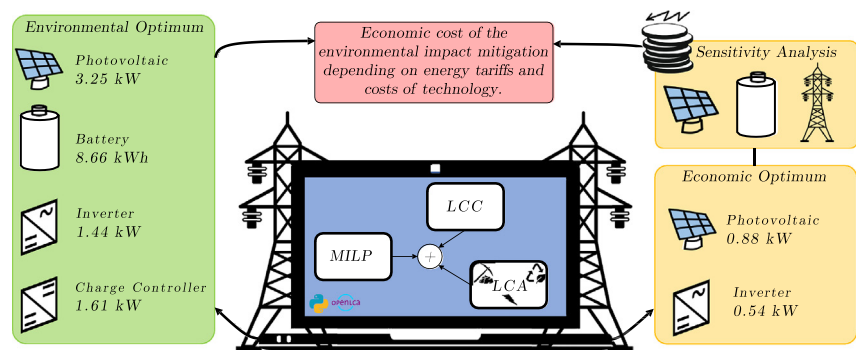 Environmental Optimum
Photovoltaic
3.25 kW
Battery
8.66 kWh
Inverter
1.44 kW
Charge Controller
1.61 kW
Economic cost of the
environmental impact mitigation
depending on energy tariffs and
costs of technology.
LCC
MILP
+
LCA
openLCA
Sensitivity Analysis
Economic Optimum
Photovoltaic
0.88 kW
Inverter
0.54 kW